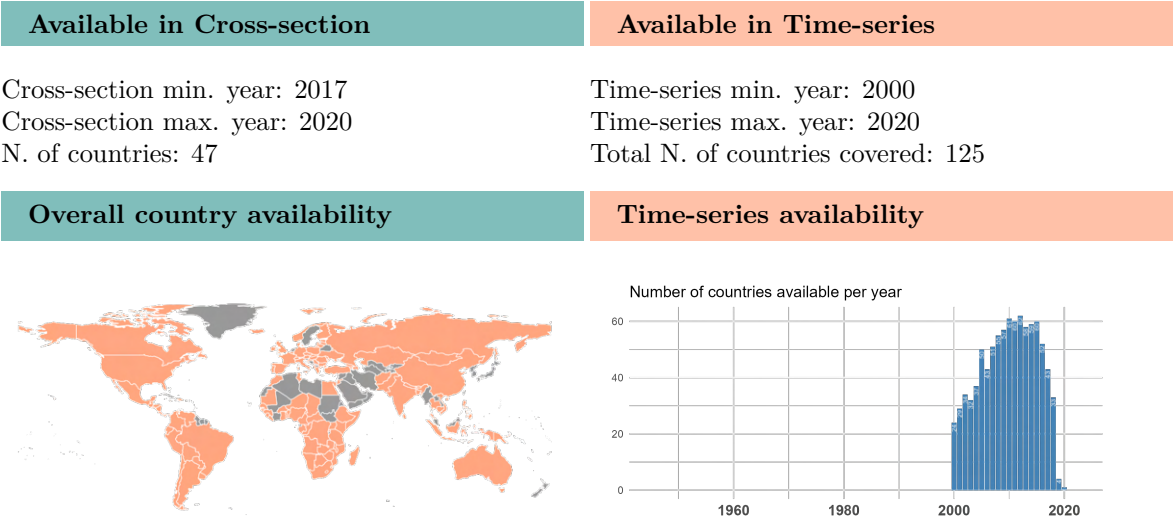 Available in Cross-section
Available in Time-series
Cross-section min. year: 2017
Cross-section max. year: 2020
N. of countries: 47
Time-series min. year: 2000
Time-series max. year: 2020
Total N. of countries covered: 125
Overall country availability
Time-series availability
Number of countries available per year
60
40
20
0
1960
1980
2000
2020